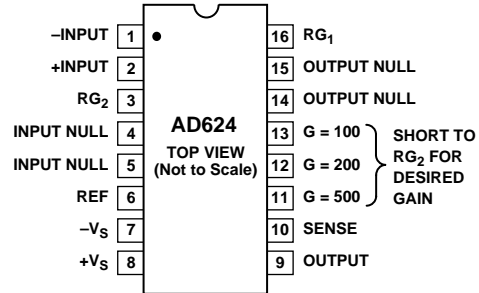 –INPUT 1
+INPUT 2
RG2 3
INPUT NULL 4
INPUT NULL 5
REF 6
–VS 7
+VS 8
AD624
TOP VIEW
(Not to Scale)
16 RG1
15 OUTPUT NULL
14 OUTPUT NULL
13 G = 100
12 G = 200
11 G = 500
10 SENSE
9 OUTPUT
SHORT TO
RG2 FOR
DESIRED
GAIN